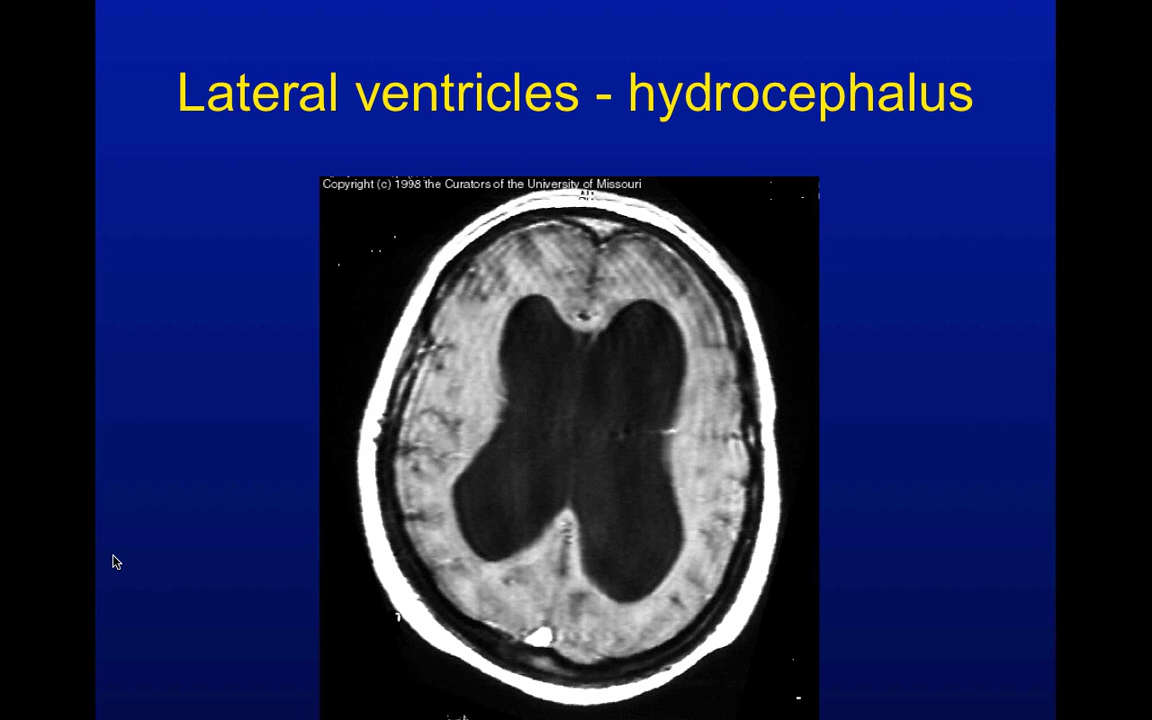 Lateral ventricles - hydrocephalus
Copyright (c) 1998 the Curators of the University of Missouri